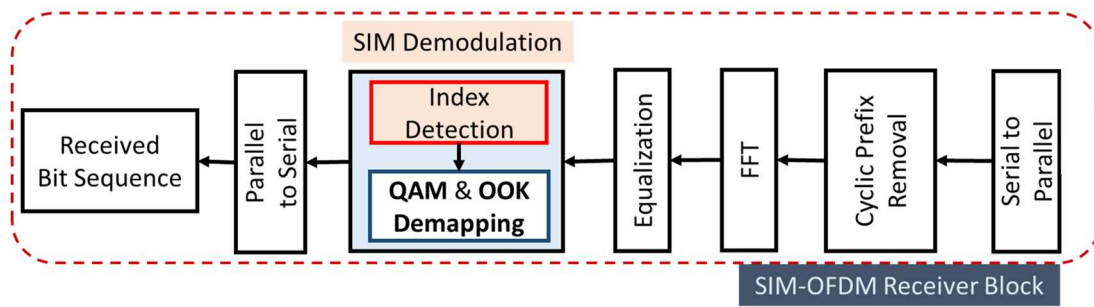 SIM Demodulation
Received
Bit Sequence
Parallel
to Serial
Index
Detection
QAM & OOK
Demapping
Equalization
FFT
Cyclic Prefix
Removal
Serial to
Parallel
SIM-OFDM Receiver Block